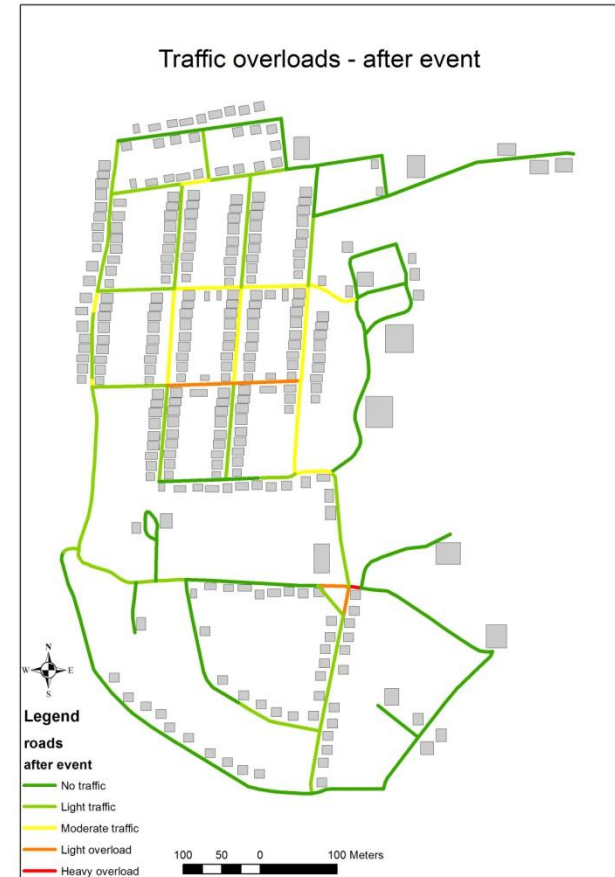 Traffic overloads - after event
N
W E
S
Legend
roads
after event
No traffic
Light traffic
Moderate traffic
Light overload
Heavy overload
100 50 0 100 Meters